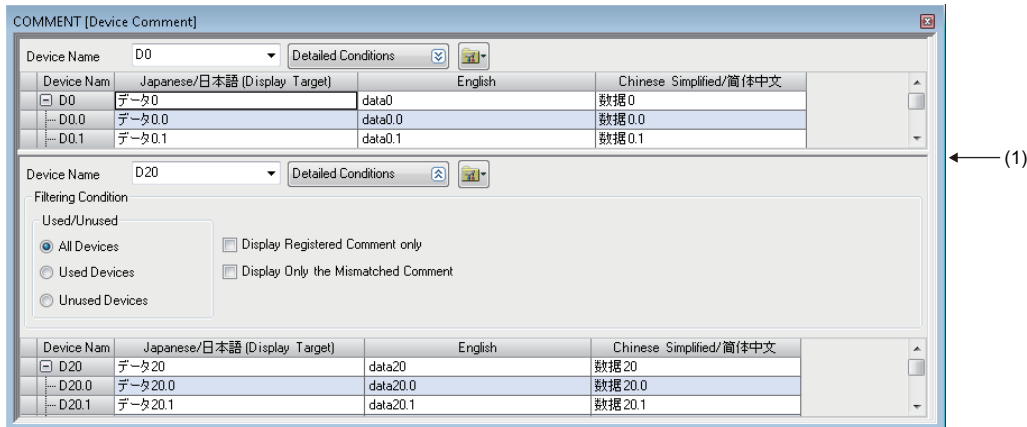 COMMENT [Device Comment]
Device Name D0 Detailed Conditions
Device Nam Japanese/日本語 (Display Target) English Chinese Simplified/简体中文
D0 データ0 data0 数据0
D0.0 データ0.0 data0.0 数据0.0
D0.1 データ0.1 data0.1 数据0.1
(1)
Device Name D20 Detailed Conditions
Filtering Condition
Used/Unused
All Devices Display Registered Comment only
Used Devices Display Only the Mismatched Comment
Unused Devices
Device Nam Japanese/日本語 (Display Target) English Chinese Simplified/简体中文
D20 データ20 data20 数据20
D20.0 データ20.0 data20.0 数据20.0
D20.1 データ20.1 data20.1 数据20.1